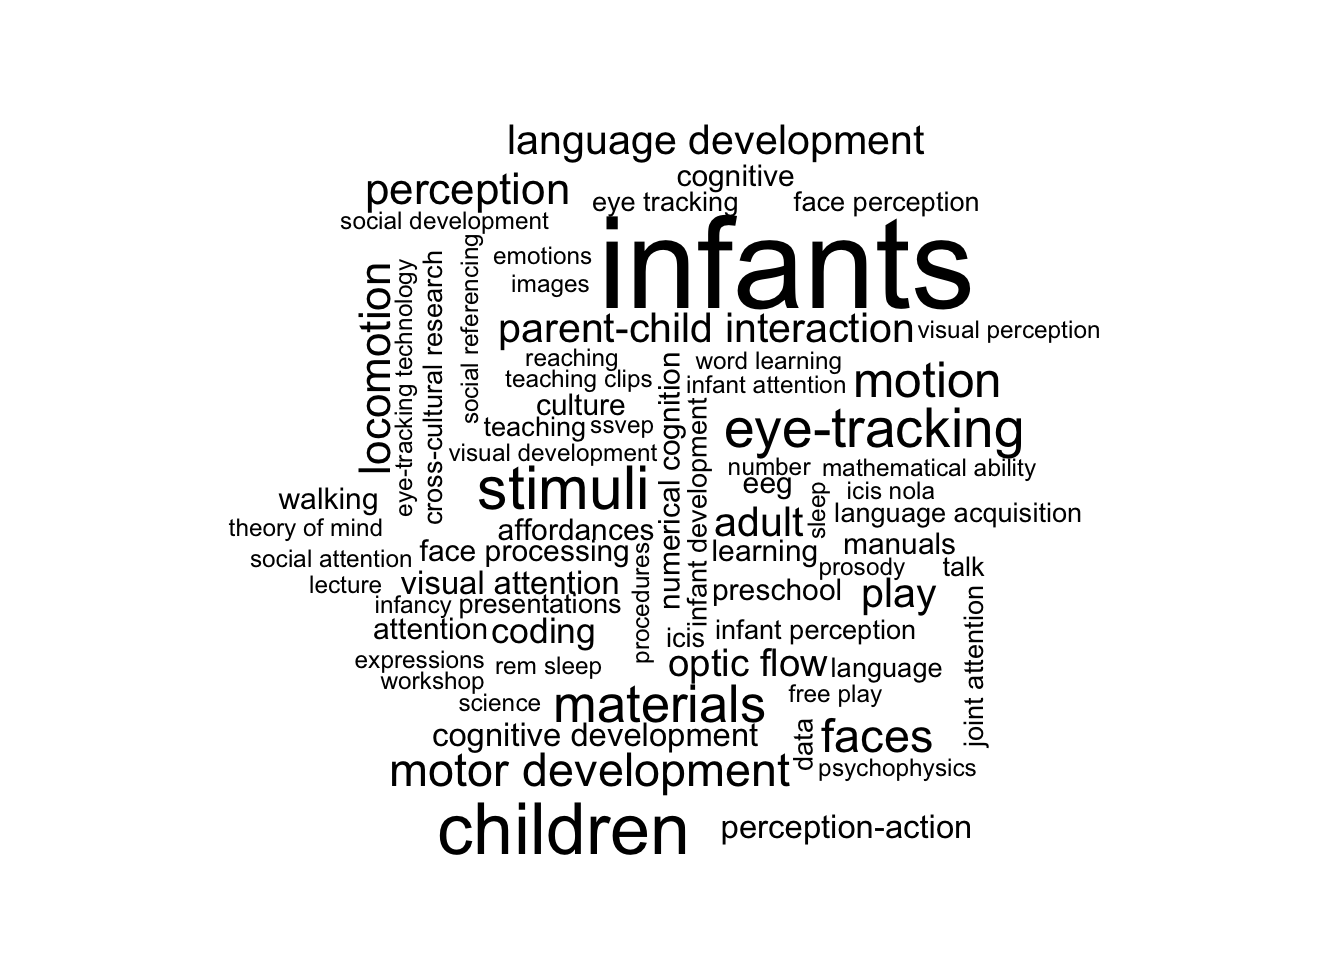 language development
cognitive
perception
eye tracking
face perception
social development
infants
emotions
images
locomotion
eye-tracking technology
cross-cultural research
social referencing
parent-child interaction
visual perception
reaching
word learning
teaching clips
infant attention
motion
culture
numerical cognition
infant development
teaching
ssvep
eye-tracking
visual development
number
mathematical ability
eeg
stimuli
icis nola
walking
sleep
language acquisition
adult
theory of mind
affordances
manuals
social attention
face processing
learning
prosody
talk
lecture
visual attention
procedures
preschool
play
infancy
presentations
attention
coding
icis
infant perception
joint attention
expressions
rem sleep
optic flow
language
workshop
science
materials
free play
cognitive development
data
faces
motor development
psychophysics
children
perception-action